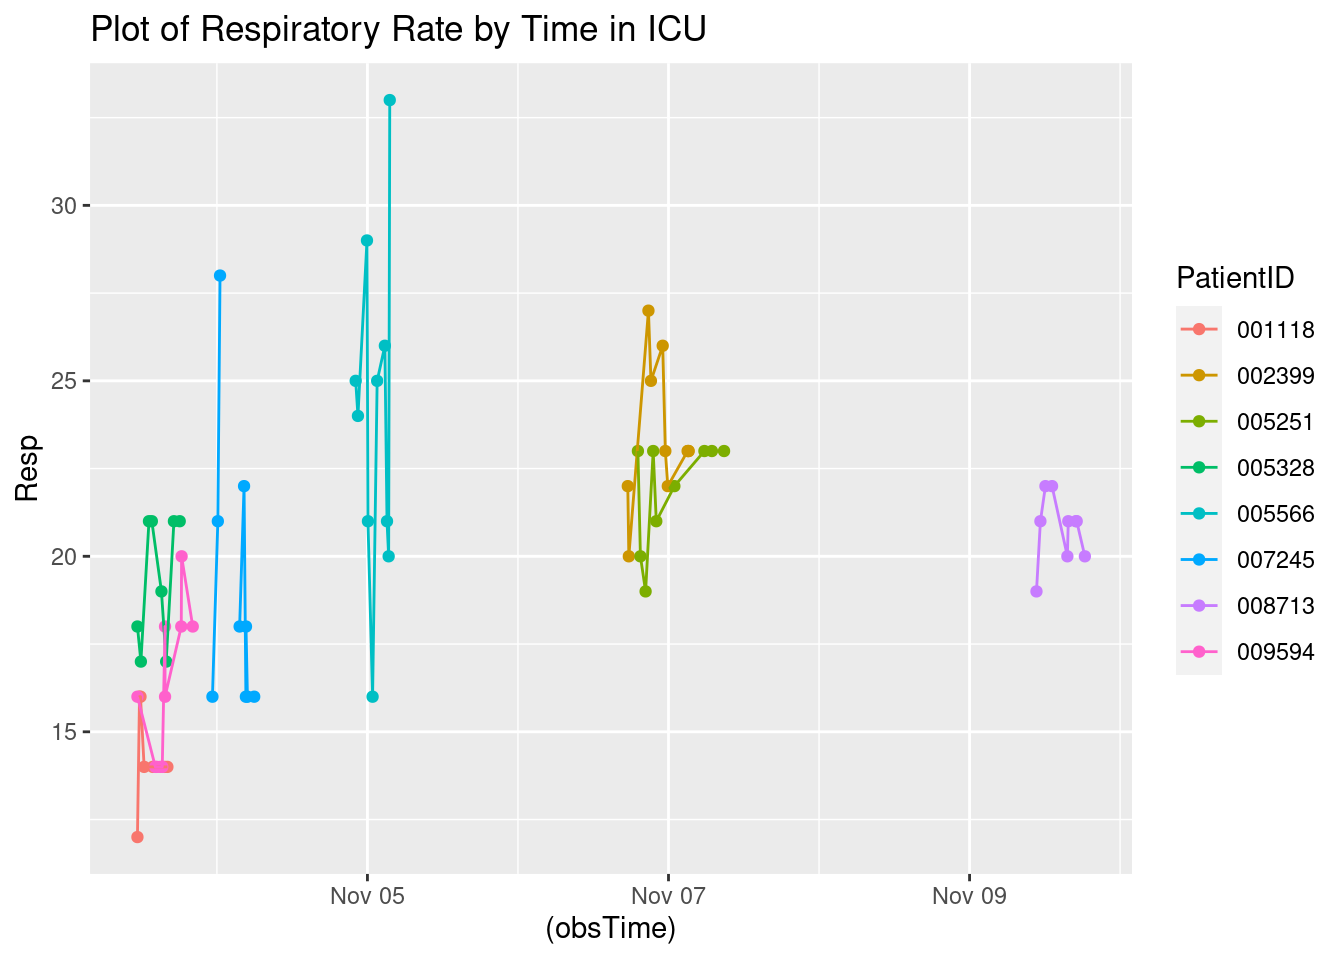 Plot of Respiratory Rate by Time in ICU
Resp
30
25
20
15
Nov 05
Nov 07
Nov 09
(obsTime)
PatientID
001118
002399
005251
005328
005566
007245
008713
009594